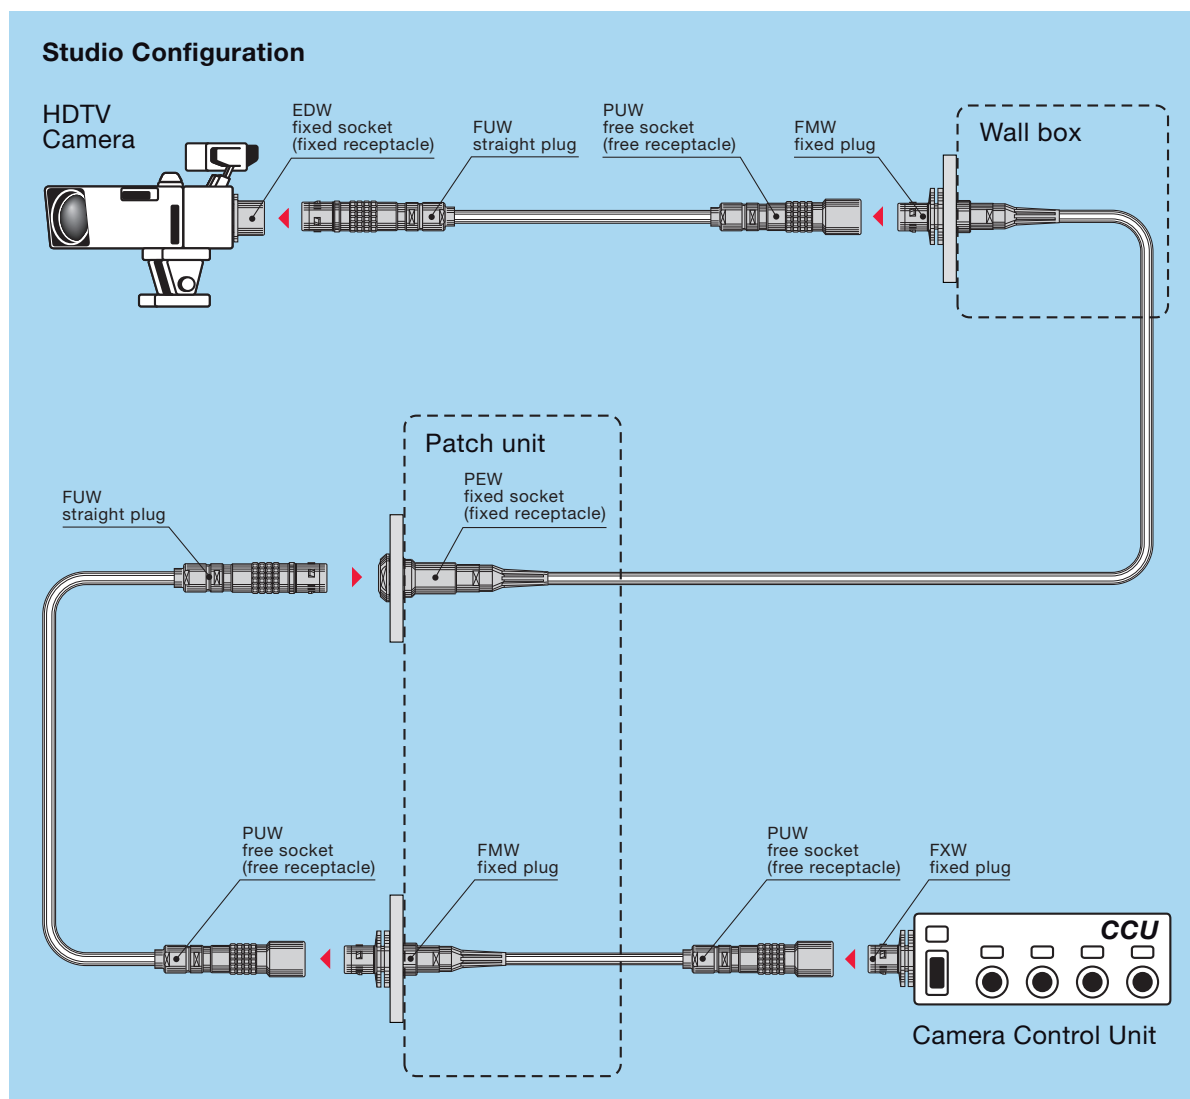 Studio Configuration
HDTV
Camera
EDW
fixed socket
(fixed receptacle)
FUW
straight plug
PUW
free socket
(free receptacle)
FMW
fixed plug
Wall box
Patch unit
PEW
fixed socket
(fixed receptacle)
FUW
straight plug
PUW
free socket
(free receptacle)
FMW
fixed plug
PUW
free socket
(free receptacle)
FXW
fixed plug
CCU
Camera Control Unit